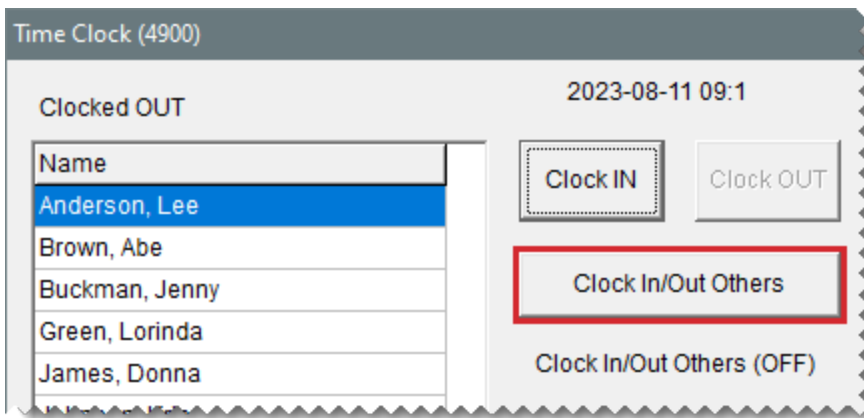 Time Clock (4900)
2023-08-11 09:1
Clocked OUT
Name
Clock IN
Clock OUT
Anderson, Lee
Brown, Abe
Buckman, Jenny
Clock In/Out Others
Green, Lorinda
James, Donna
Clock In/Out Others (OFF)